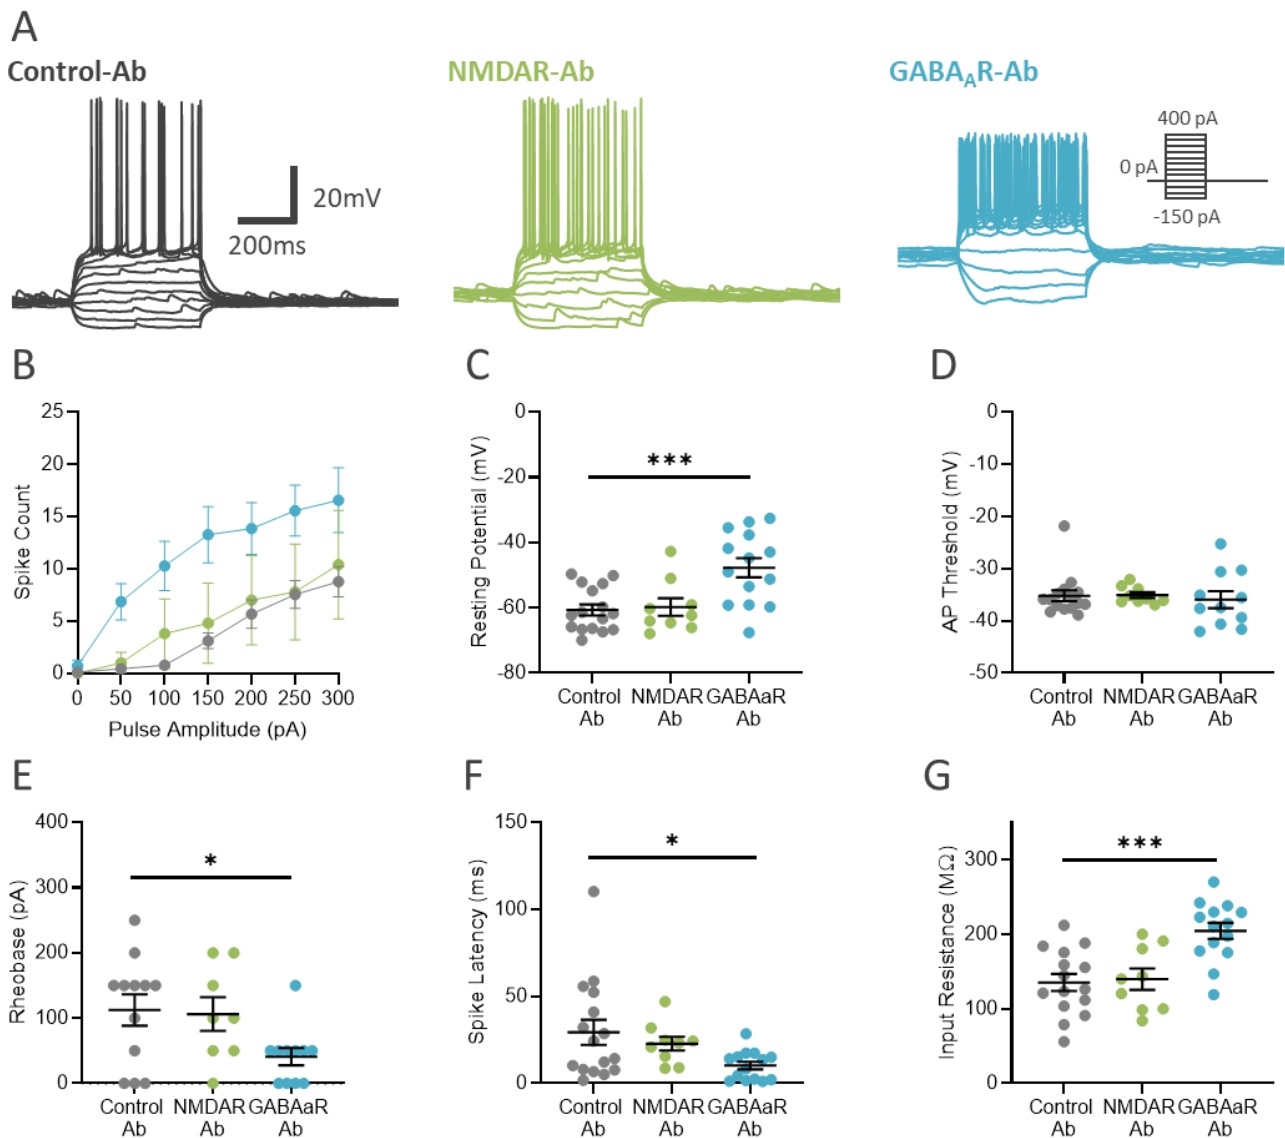 A
Control-Ab
NMDAR-Ab
GABAAR-Ab
20mV
200ms
400 pA
0 pA
-150 pA
B
25
20
15
10
5
0
Spike Count
0 50 100 150 200 250 300
Pulse Amplitude (pA)
C
0
-20
-40
-60
-80
Resting Potential (mV)
***
Control NMDAR GABAaR
Ab Ab Ab
D
0
-10
-20
-30
-40
-50
AP Threshold (mV)
Control NMDAR GABAaR
Ab Ab Ab
E
400
300
200
100
0
Rheobase (pA)
*
Control NMDAR GABAaR
Ab Ab Ab
F
150
100
50
0
Spike Latency (ms)
*
Control NMDAR GABAaR
Ab Ab Ab
G
300
200
100
0
Input Resistance (MΩ)
***
Control NMDAR GABAaR
Ab Ab Ab